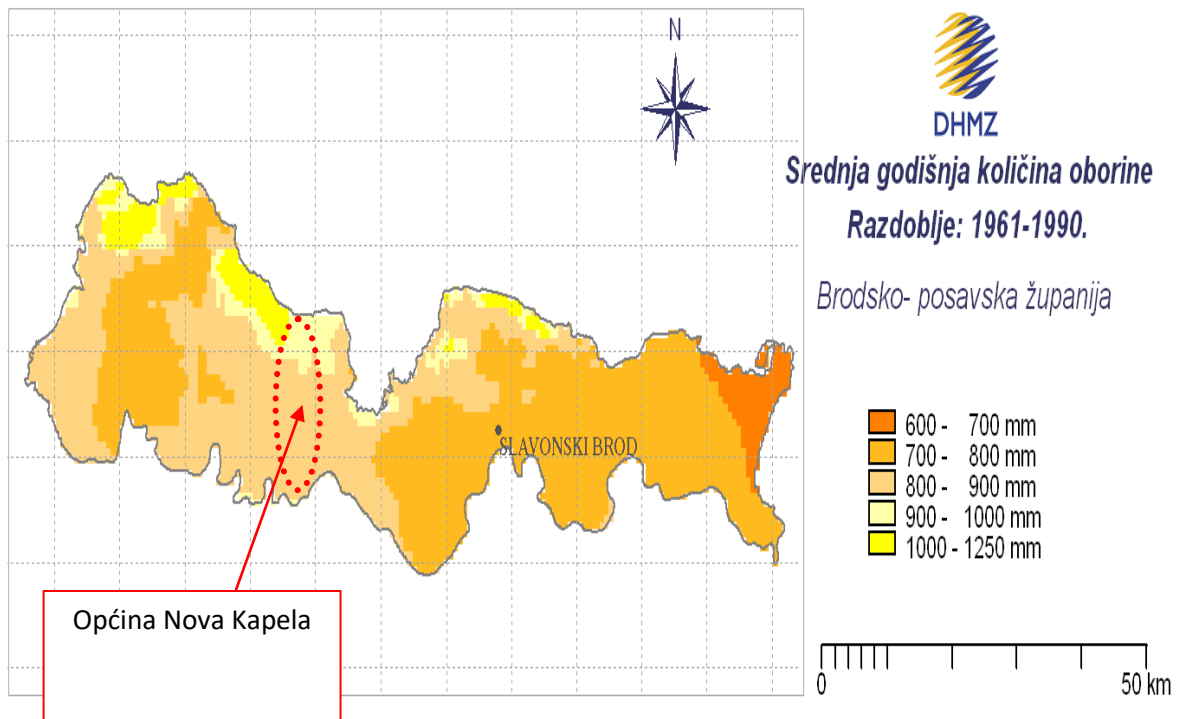 N
DHMZ
Srednja godišnja količina oborine
Razdoblje: 1961-1990.
Brodsko- posavska županija
SLAVONSKI BROD
600 - 700 mm
700 - 800 mm
800 - 900 mm
900 - 1000 mm
1000 - 1250 mm
Općina Nova Kapela
0 50 km